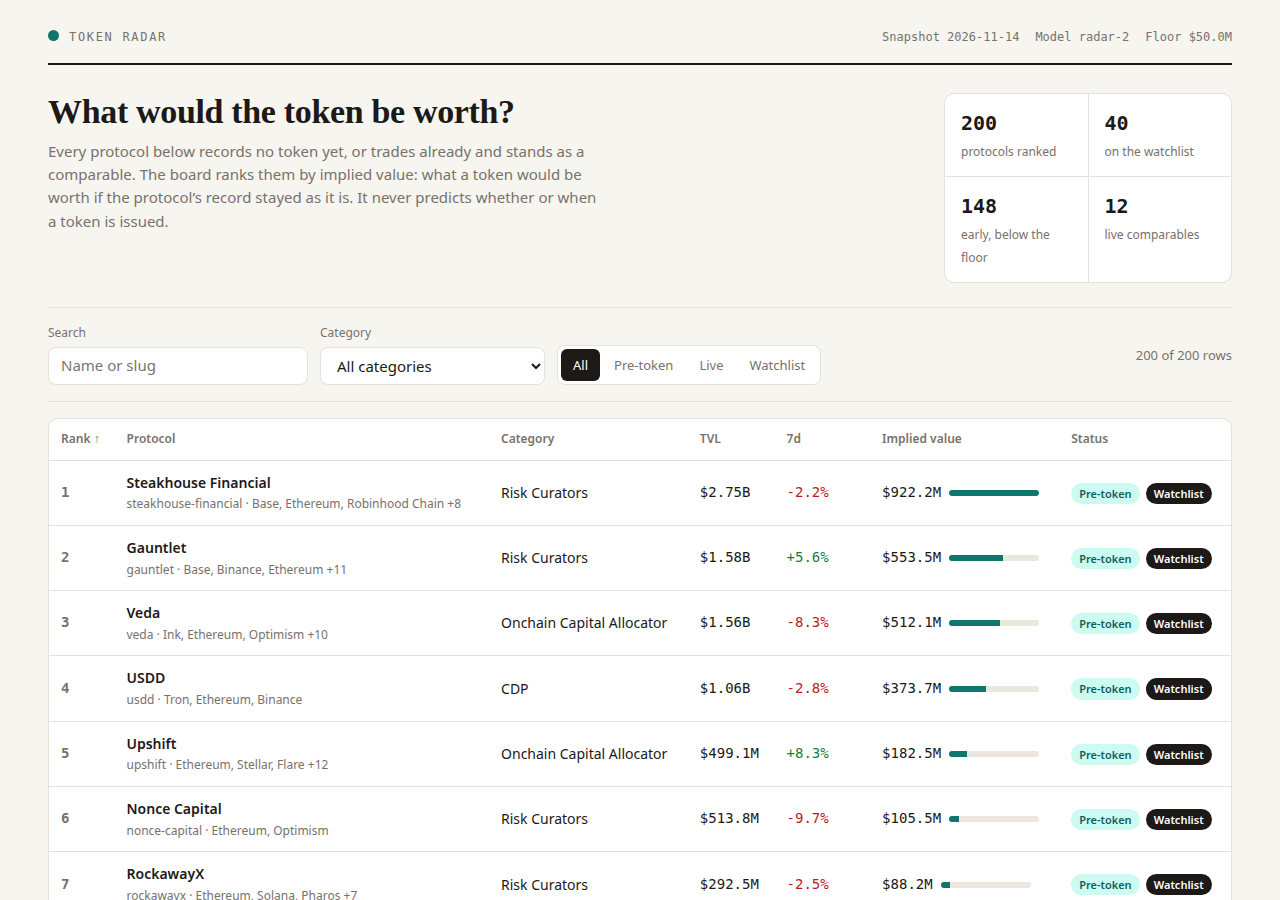 TOKEN RADAR
Snapshot 2026-11-14 Model radar-2 Floor $50.0M
What would the token be worth?
Every protocol below records no token yet, or trades already and stands as a
comparable. The board ranks them by implied value: what a token would be
worth if the protocol’s record stayed as it is. It never predicts whether or when
a token is issued.
200
protocols ranked
40
on the watchlist
148
early, below the
floor
12
live comparables
Search
Name or slug
Category
All categories
All Pre-token Live Watchlist
200 of 200 rows
Rank ↑ Protocol Category TVL 7d Implied value Status
1 Steakhouse Financial Risk Curators $2.75B -2.2% $922.2M Pre-token Watchlist
steakhouse-financial · Base, Ethereum, Robinhood Chain +8
2 Gauntlet Risk Curators $1.58B +5.6% $553.5M Pre-token Watchlist
gauntlet · Base, Binance, Ethereum +11
3 Veda Onchain Capital Allocator $1.56B -8.3% $512.1M Pre-token Watchlist
veda · Ink, Ethereum, Optimism +10
4 USDD CDP $1.06B -2.8% $373.7M Pre-token Watchlist
usdd · Tron, Ethereum, Binance
5 Upshift Onchain Capital Allocator $499.1M +8.3% $182.5M Pre-token Watchlist
upshift · Ethereum, Stellar, Flare +12
6 Nonce Capital Risk Curators $513.8M -9.7% $105.5M Pre-token Watchlist
nonce-capital · Ethereum, Optimism
7 RockawayX Risk Curators $292.5M -2.5% $88.2M Pre-token Watchlist
rockawayx · Ethereum, Solana, Pharos +7